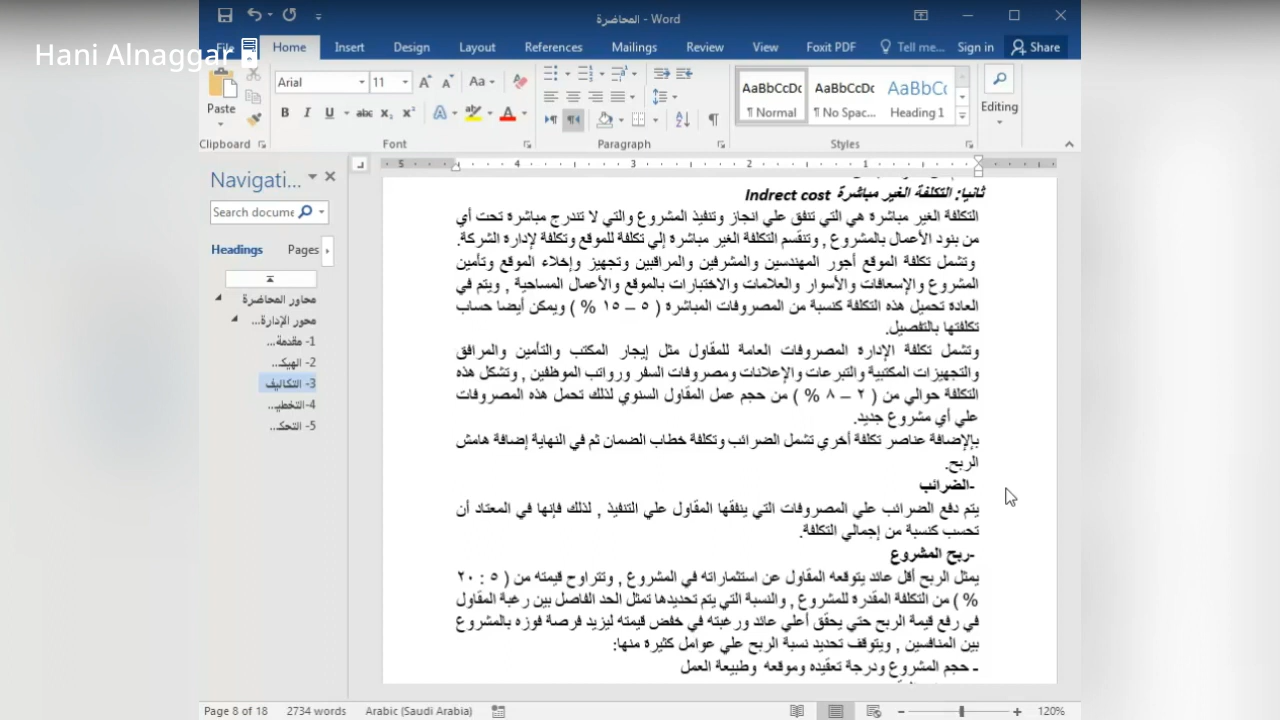 المحاضرة - Word
Hani Alnaggar
File Home Insert Design Layout References Mailings Review View Foxit PDF Tell me... Sign in Share
Paste
Arial 11
Aa
B I U abc X₂ X²
AaBbCcDc AaBbCcDc AaBbCc
¶ Normal ¶ No Spac... Heading 1
Editing
Clipboard Font Paragraph Styles
5 4 3 2 1
Navigati...
Search docume
Headings Pages
محاور المحاضرة
محور الإدارة...
1- مقدمة...
2- الهيك...
3- التكاليف
4- التخطي...
5- التحك...
ثانيا: التكلفة الغير مباشرة Indrect cost
التكلفة الغير مباشرة هي التي تنفق علي انجاز وتنفيذ المشروع والتي لا تندرج مباشرة تحت أي
من بنود الأعمال بالمشروع , وتنقسم التكلفة الغير مباشرة إلي تكلفة للموقع وتكلفة لإدارة الشركة.
وتشمل تكلفة الموقع أجور المهندسين والمشرفين والمراقبين وتجهيز وإخلاء الموقع وتأمين
المشروع والإسعافات والأسوار والعلامات والاختبارات بالموقع والأعمال المساحية , ويتم في
العادة تحميل هذه التكلفة كنسبة من المصروفات المباشرة ( ٥ – ١٥ % ) ويمكن أيضا حساب
تكلفتها بالتفصيل.
وتشمل تكلفة الإدارة المصروفات العامة للمقاول مثل إيجار المكتب والتأمين والمرافق
والتجهيزات المكتبية والتبرعات والإعلانات ومصروفات السفر ورواتب الموظفين , وتشكل هذه
التكلفة حوالي من ( ٢ – ٨ % ) من حجم عمل المقاول السنوي لذلك تحمل هذه المصروفات
علي أي مشروع جديد.
بالإضافة عناصر تكلفة أخري تشمل الضرائب وتكلفة خطاب الضمان ثم في النهاية إضافة هامش
الربح.
-الضرائب
يتم دفع الضرائب علي المصروفات التي ينفقها المقاول علي التنفيذ , لذلك فإنها في المعتاد أن
تحسب كنسبة من إجمالي التكلفة.
-ربح المشروع
يمثل الربح أقل عائد يتوقعه المقاول عن استثماراته في المشروع , وتتراوح قيمته من ( ٥ : ٢٠
% ) من التكلفة المقدرة للمشروع , والنسبة التي يتم تحديدها تمثل الحد الفاصل بين رغبة المقاول
في رفع قيمة الربح حتي يحقق أعلي عائد ورغبته في خفض قيمته ليزيد فرصة فوزه بالمشروع
بين المنافسين , ويتوقف تحديد نسبة الربح علي عوامل كثيرة منها:
ـ حجم المشروع ودرجة تعقيده وموقعه وطبيعة العمل
Page 8 of 18 2734 words Arabic (Saudi Arabia) 120%